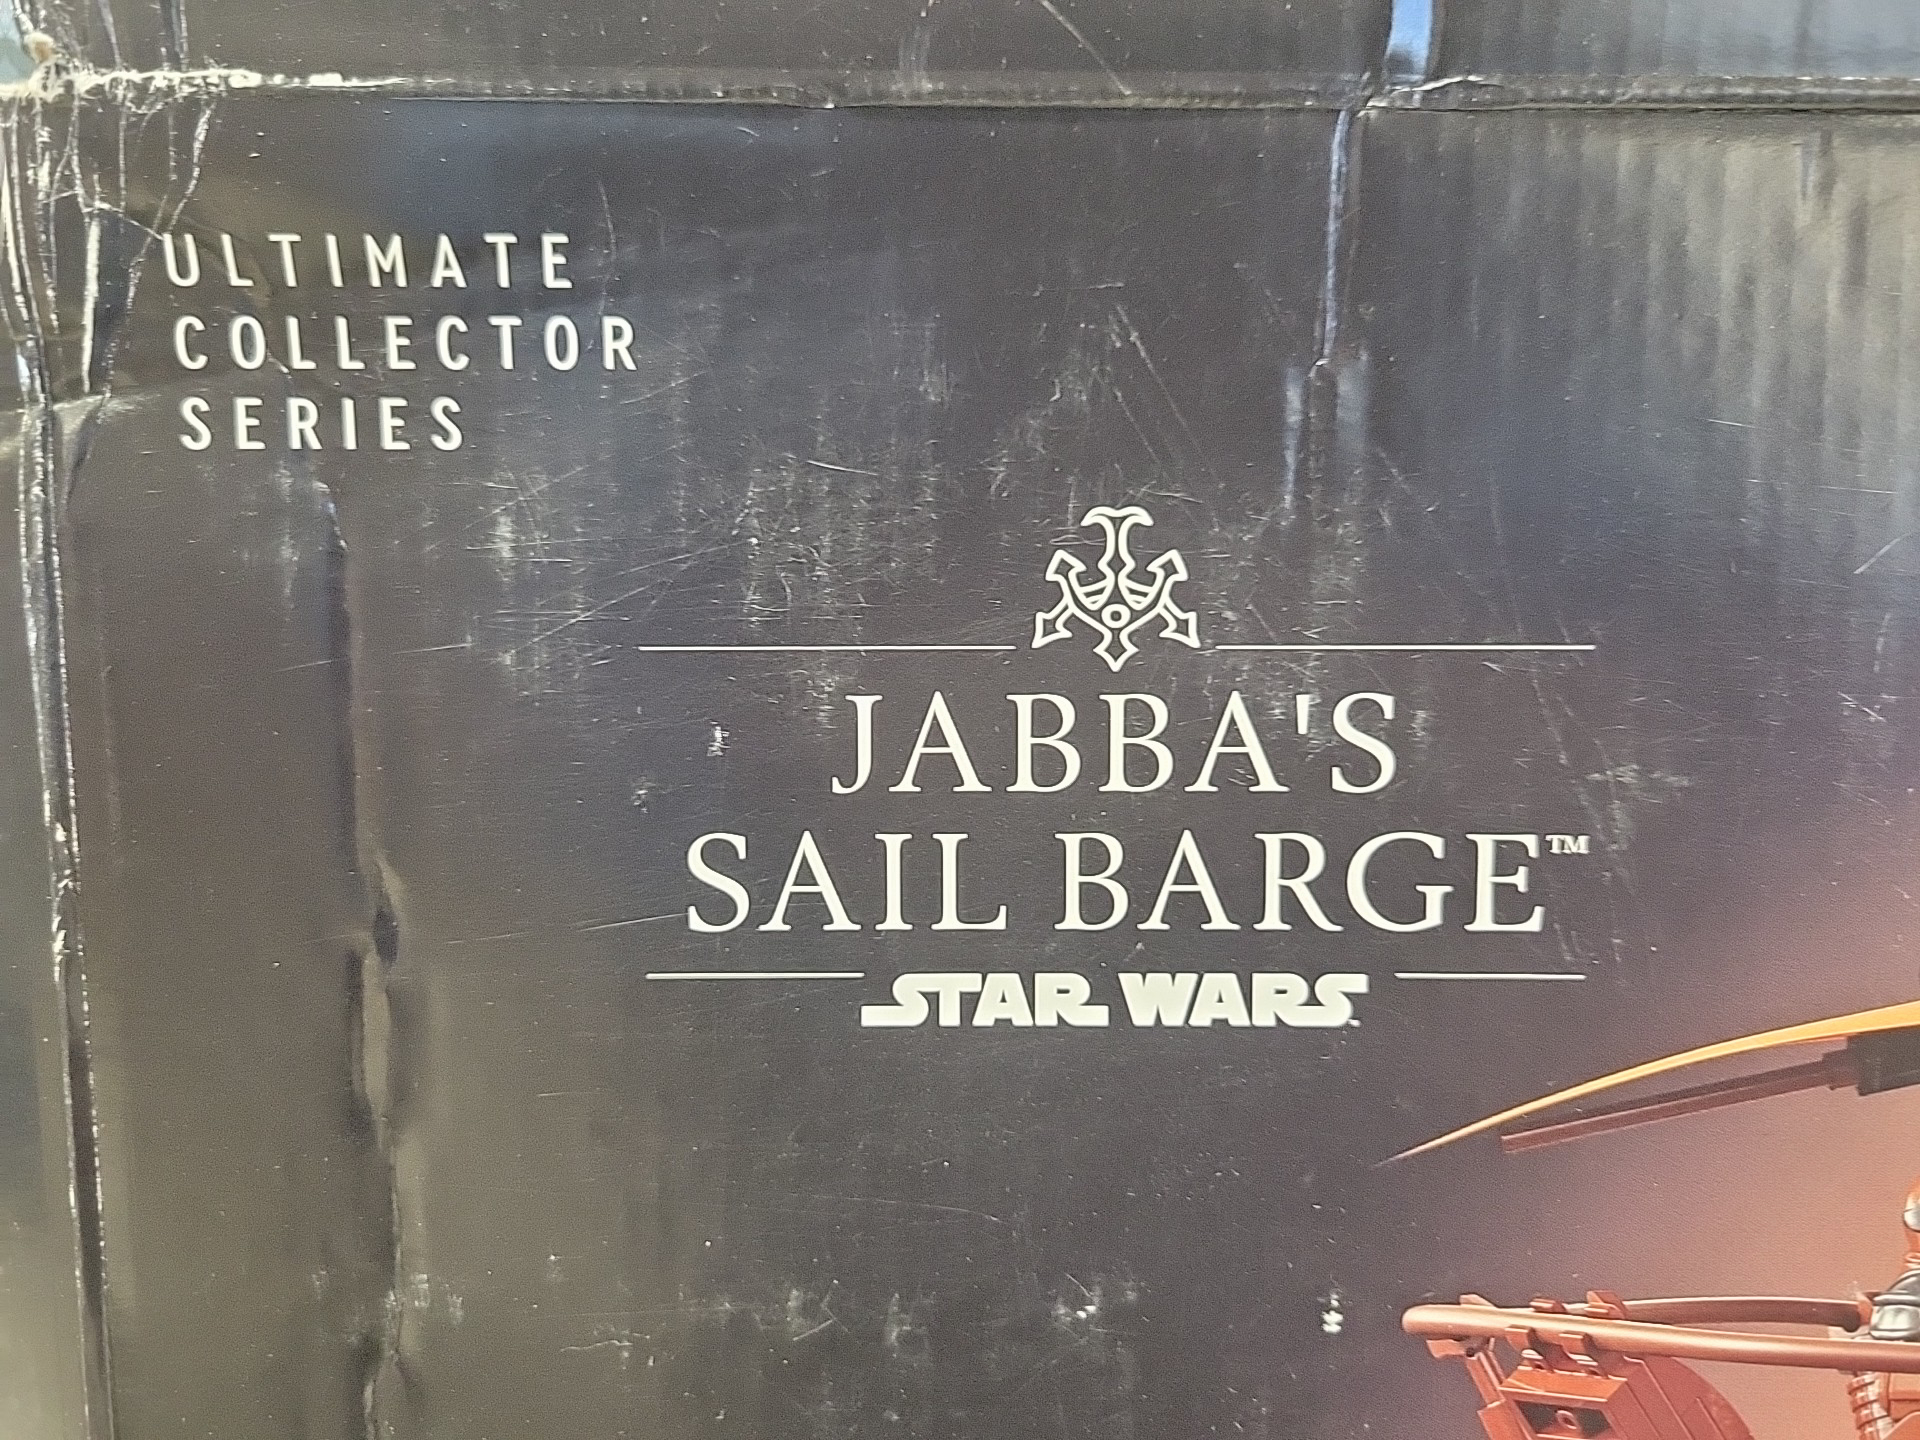 ULTIMATE
COLLECTOR
SERIES
JABBA'S
SAIL BARGE™
STAR WARS